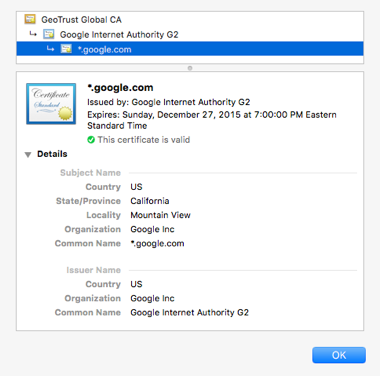 GeoTrust Global CA
Google Internet Authority G2
*.google.com
Certificate
Standard
*.google.com
Issued by: Google Internet Authority G2
Expires: Sunday, December 27, 2015 at 7:00:00 PM Eastern
Standard Time
This certificate is valid
Details
Subject Name
Country US
State/Province California
Locality Mountain View
Organization Google Inc
Common Name *.google.com
Issuer Name
Country US
Organization Google Inc
Common Name Google Internet Authority G2
OK